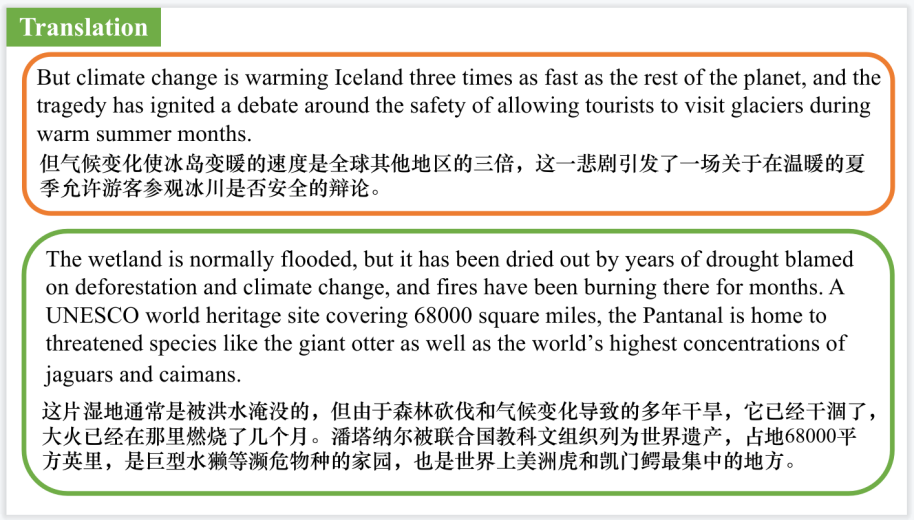 Translation
But climate change is warming Iceland three times as fast as the rest of the planet, and the
tragedy has ignited a debate around the safety of allowing tourists to visit glaciers during
warm summer months.
但气候变化使冰岛变暖的速度是全球其他地区的三倍，这一悲剧引发了一场关于在温暖的夏
季允许游客参观冰川是否安全的辩论。
The wetland is normally flooded, but it has been dried out by years of drought blamed
on deforestation and climate change, and fires have been burning there for months. A
UNESCO world heritage site covering 68000 square miles, the Pantanal is home to
threatened species like the giant otter as well as the world’s highest concentrations of
jaguars and caimans.
这片湿地通常是被洪水淹没的，但由于森林砍伐和气候变化导致的多年干旱，它已经干涸了，
大火已经在那里燃烧了几个月。潘塔纳尔被联合国教科文组织列为世界遗产，占地68000平
方英里，是巨型水獭等濒危物种的家园，也是世界上美洲虎和凯门鳄最集中的地方。